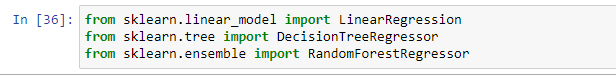 In [36]: from sklearn.linear_model import LinearRegression
from sklearn.tree import DecisionTreeRegressor
from sklearn.ensemble import RandomForestRegressor